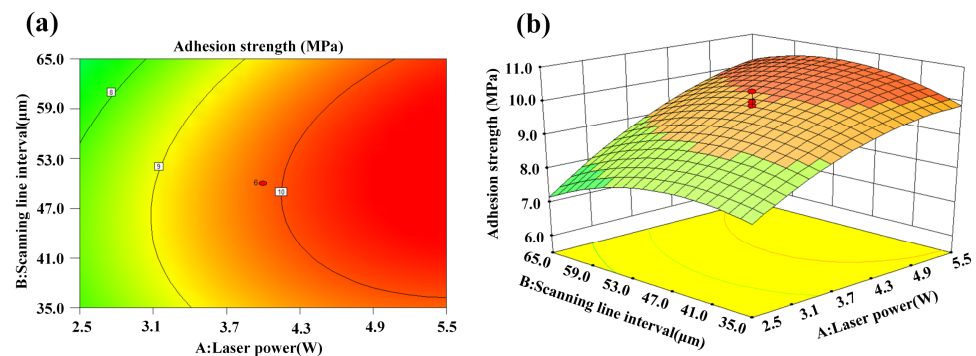 (a)
Adhesion strength (MPa)
B:Scanning line interval(μm)
65.0
59.0
53.0
47.0
41.0
35.0
8
9
6
10
2.5 3.1 3.7 4.3 4.9 5.5
A:Laser power(W)
(b)
Adhesion strength (MPa)
11.0
10.0
9.0
8.0
7.0
6.0
65.0 59.0 53.0 47.0 41.0 35.0
B:Scanning line interval(μm)
2.5 3.1 3.7 4.3 4.9 5.5
A:Laser power(W)